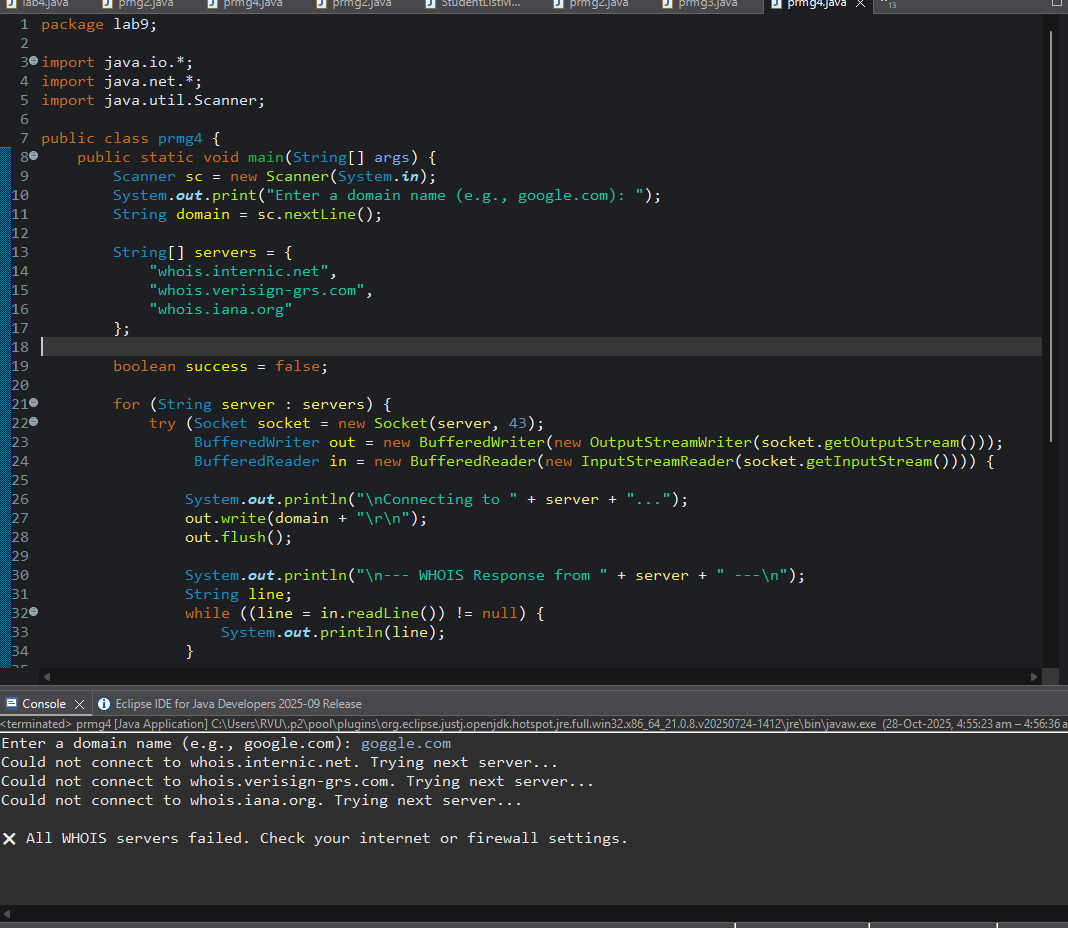 lab4.java prmg2.java prmg4.java prmg2.java StudentListM... prmg2.java prmg3.java prmg4.java 13
1 package lab9;
2
3 import java.io.*;
4 import java.net.*;
5 import java.util.Scanner;
6
7 public class prmg4 {
8     public static void main(String[] args) {
9         Scanner sc = new Scanner(System.in);
10         System.out.print("Enter a domain name (e.g., google.com): ");
11         String domain = sc.nextLine();
12
13         String[] servers = {
14             "whois.internic.net",
15             "whois.verisign-grs.com",
16             "whois.iana.org"
17         };
18
19         boolean success = false;
20
21         for (String server : servers) {
22             try (Socket socket = new Socket(server, 43);
23                  BufferedWriter out = new BufferedWriter(new OutputStreamWriter(socket.getOutputStream()));
24                  BufferedReader in = new BufferedReader(new InputStreamReader(socket.getInputStream()))) {
25
26                 System.out.println("\nConnecting to " + server + "...");
27                 out.write(domain + "\r\n");
28                 out.flush();
29
30                 System.out.println("\n--- WHOIS Response from " + server + " ---\n");
31                 String line;
32                 while ((line = in.readLine()) != null) {
33                     System.out.println(line);
34                 }
Console Eclipse IDE for Java Developers 2025-09 Release
<terminated> prmg4 [Java Application] C:\Users\RVU\.p2\pool\plugins\org.eclipse.justj.openjdk.hotspot.jre.full.win32.x86_64_21.0.8.v20250724-1412\jre\bin\javaw.exe (28-Oct-2025, 4:55:23 am – 4:56:36 a
Enter a domain name (e.g., google.com): goggle.com
Could not connect to whois.internic.net. Trying next server...
Could not connect to whois.verisign-grs.com. Trying next server...
Could not connect to whois.iana.org. Trying next server...
❌ All WHOIS servers failed. Check your internet or firewall settings.